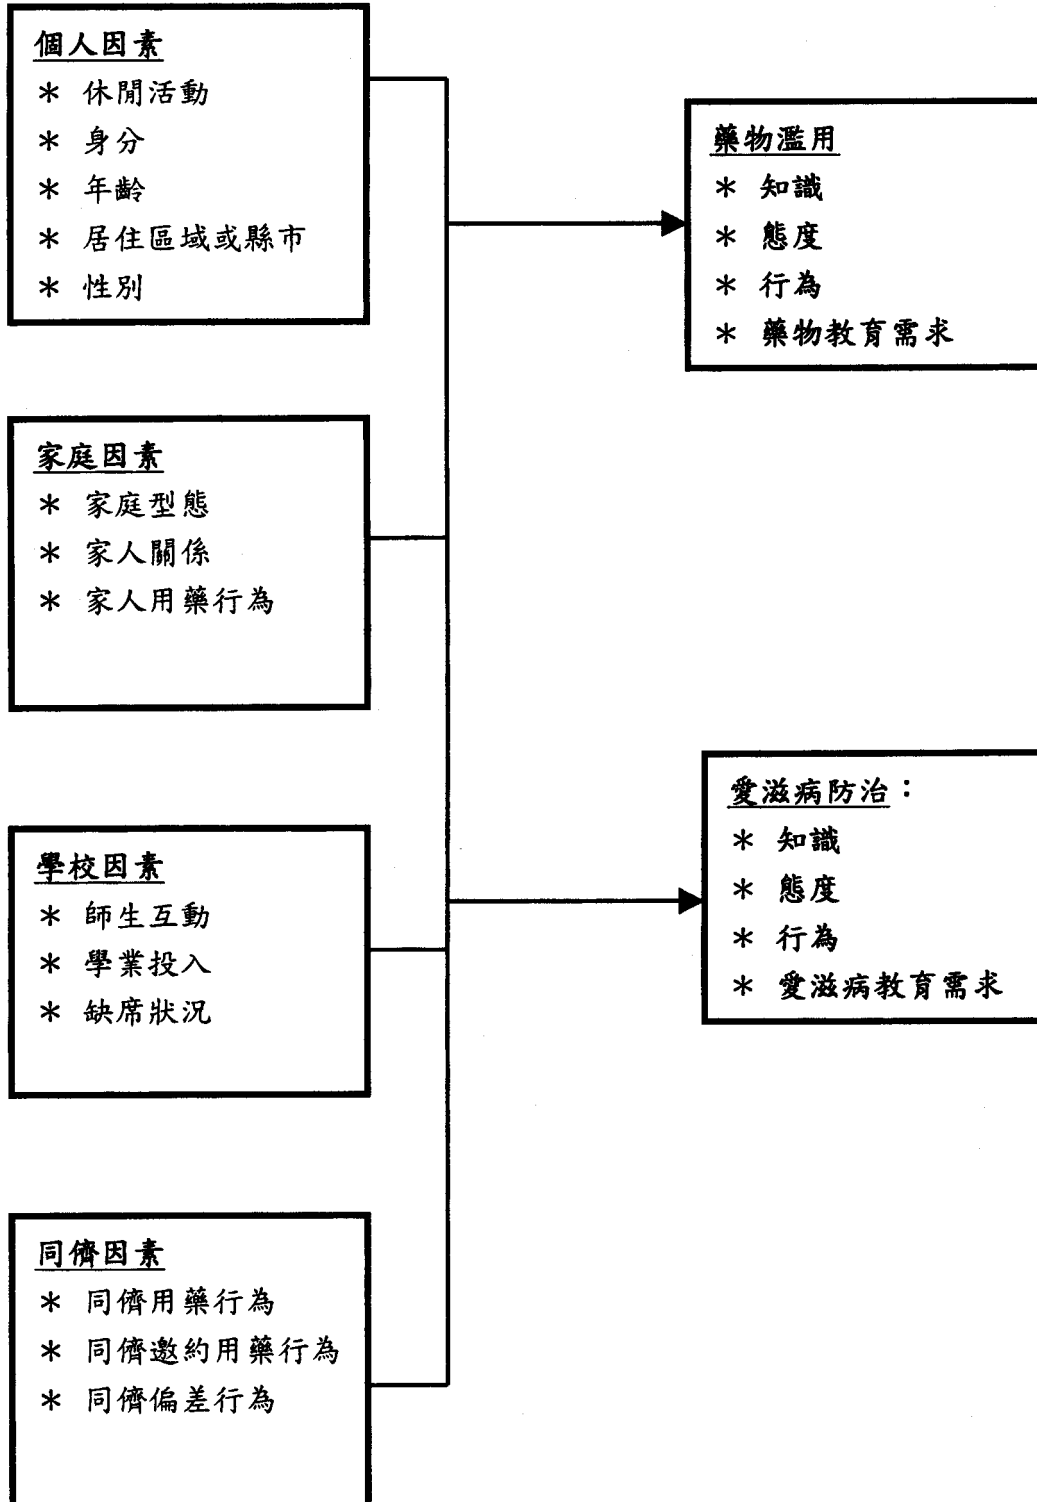 個人因素
* 休閒活動
* 身分
* 年齡
* 居住區域或縣市
* 性別
家庭因素
* 家庭型態
* 家人關係
* 家人用藥行為
學校因素
* 師生互動
* 學業投入
* 缺席狀況
同儕因素
* 同儕用藥行為
* 同儕邀約用藥行為
* 同儕偏差行為
藥物濫用
* 知識
* 態度
* 行為
* 藥物教育需求
愛滋病防治：
* 知識
* 態度
* 行為
* 愛滋病教育需求